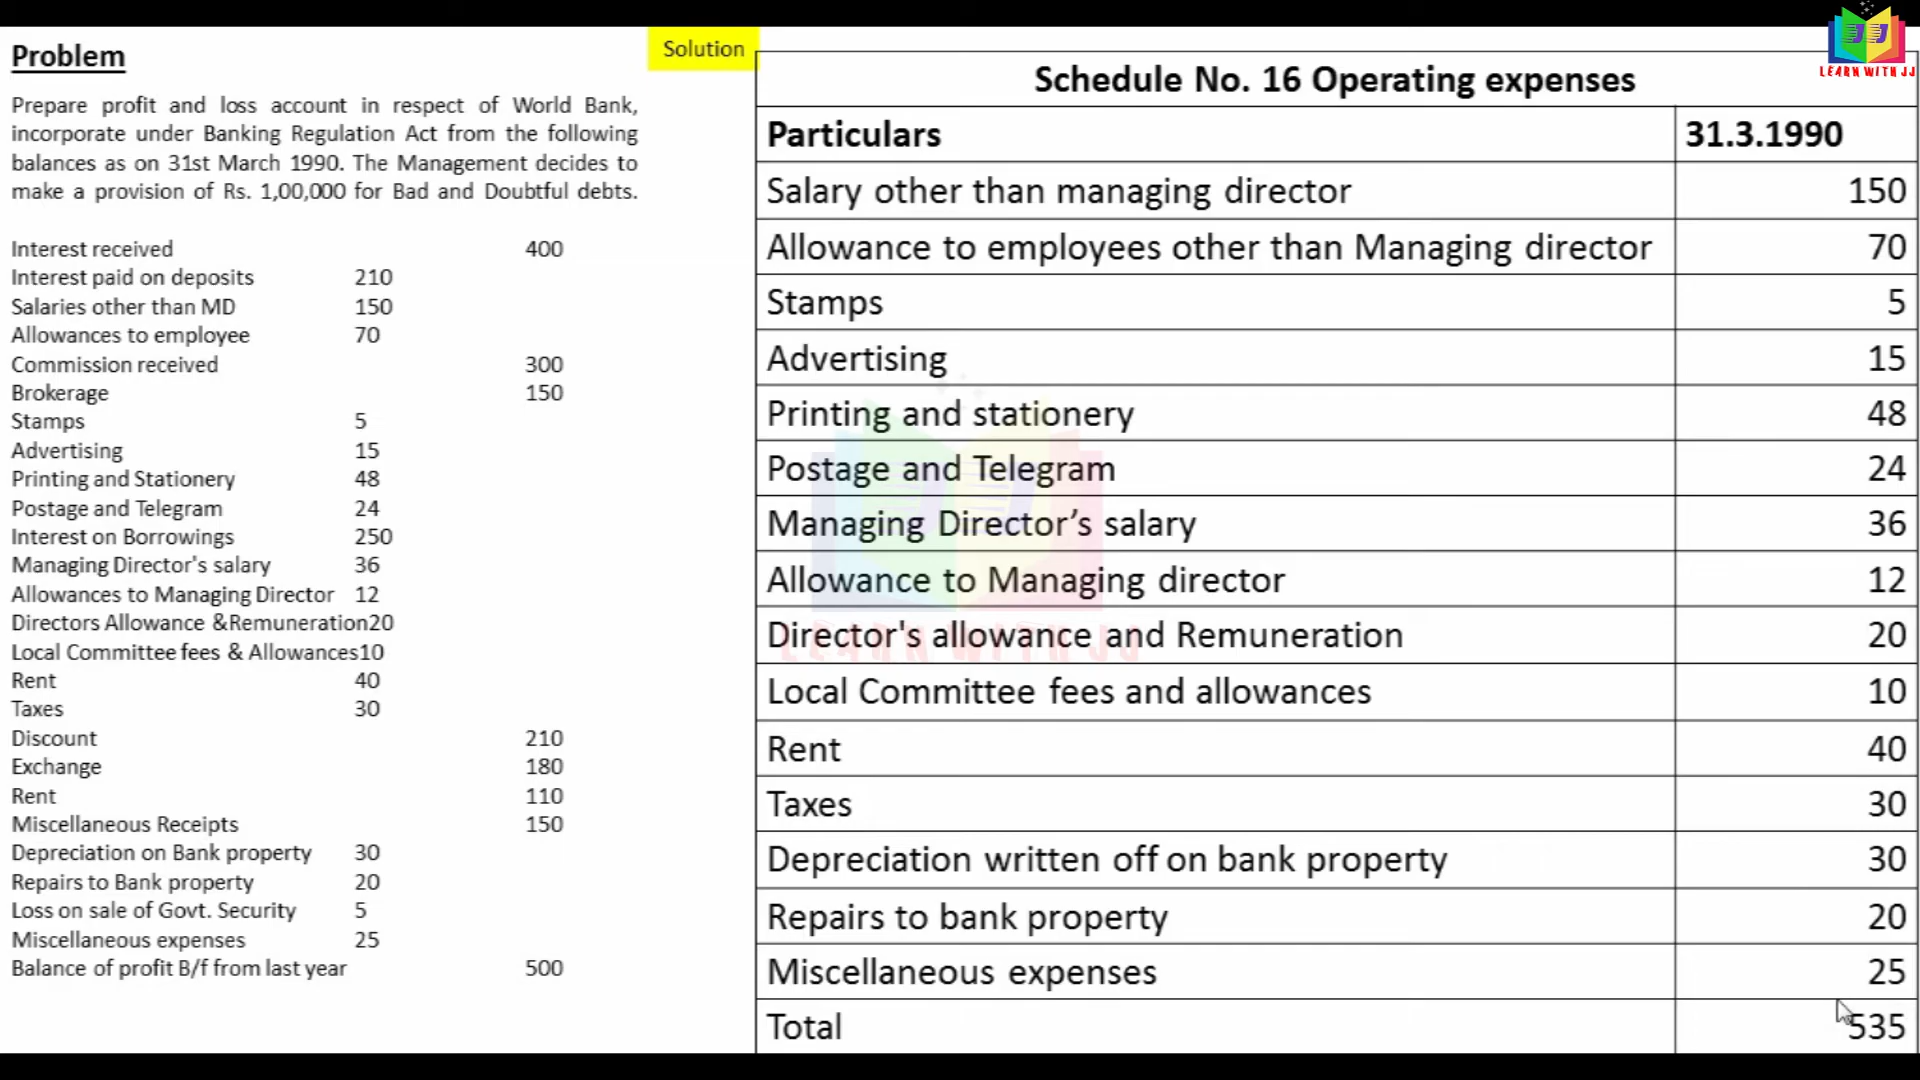 Problem
Prepare profit and loss account in respect of World Bank,
incorporate under Banking Regulation Act from the following
balances as on 31st March 1990. The Management decides to
make a provision of Rs. 1,00,000 for Bad and Doubtful debts.
Interest received 400
Interest paid on deposits 210
Salaries other than MD 150
Allowances to employee 70
Commission received 300
Brokerage 150
Stamps 5
Advertising 15
Printing and Stationery 48
Postage and Telegram 24
Interest on Borrowings 250
Managing Director's salary 36
Allowances to Managing Director 12
Directors Allowance &Remuneration20
Local Committee fees & Allowances10
Rent 40
Taxes 30
Discount 210
Exchange 180
Rent 110
Miscellaneous Receipts 150
Depreciation on Bank property 30
Repairs to Bank property 20
Loss on sale of Govt. Security 5
Miscellaneous expenses 25
Balance of profit B/f from last year 500
Solution
Schedule No. 16 Operating expenses
Particulars 31.3.1990
Salary other than managing director 150
Allowance to employees other than Managing director 70
Stamps 5
Advertising 15
Printing and stationery 48
Postage and Telegram 24
Managing Director’s salary 36
Allowance to Managing director 12
Director's allowance and Remuneration 20
Local Committee fees and allowances 10
Rent 40
Taxes 30
Depreciation written off on bank property 30
Repairs to bank property 20
Miscellaneous expenses 25
Total 535
JJ
LEARN WITH JJ
JJ
LEARN WITH JJ